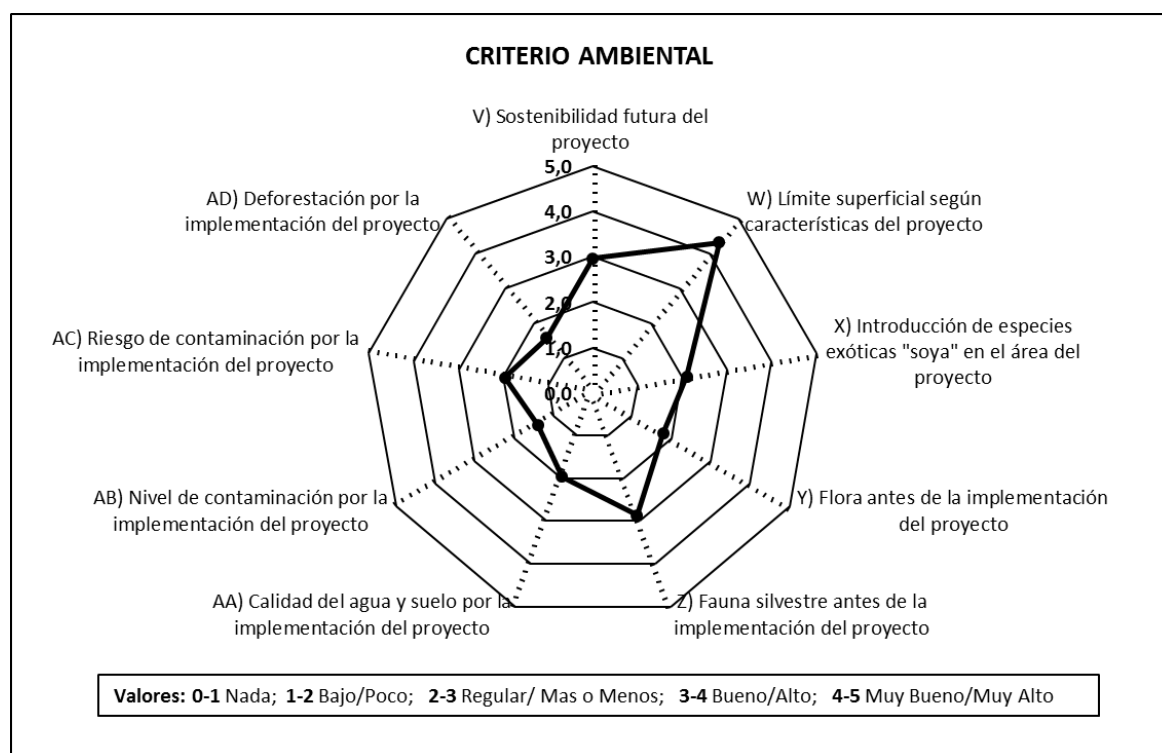 CRITERIO AMBIENTAL
V) Sostenibilidad futura del
proyecto
5,0
AD) Deforestación por la
implementación del proyecto
W) Límite superficial según
características del proyecto
4,0
3,0
AC) Riesgo de contaminación por la
implementación del proyecto
2,0
X) Introducción de especies
exóticas "soya" en el área del
proyecto
1,0
0,0
AB) Nivel de contaminación por la
implementación del proyecto
Y) Flora antes de la implementación
del proyecto
AA) Calidad del agua y suelo por la
implementación del proyecto
Z) Fauna silvestre antes de la
implementación del proyecto
Valores: 0-1 Nada; 1-2 Bajo/Poco; 2-3 Regular/ Mas o Menos; 3-4 Bueno/Alto; 4-5 Muy Bueno/Muy Alto